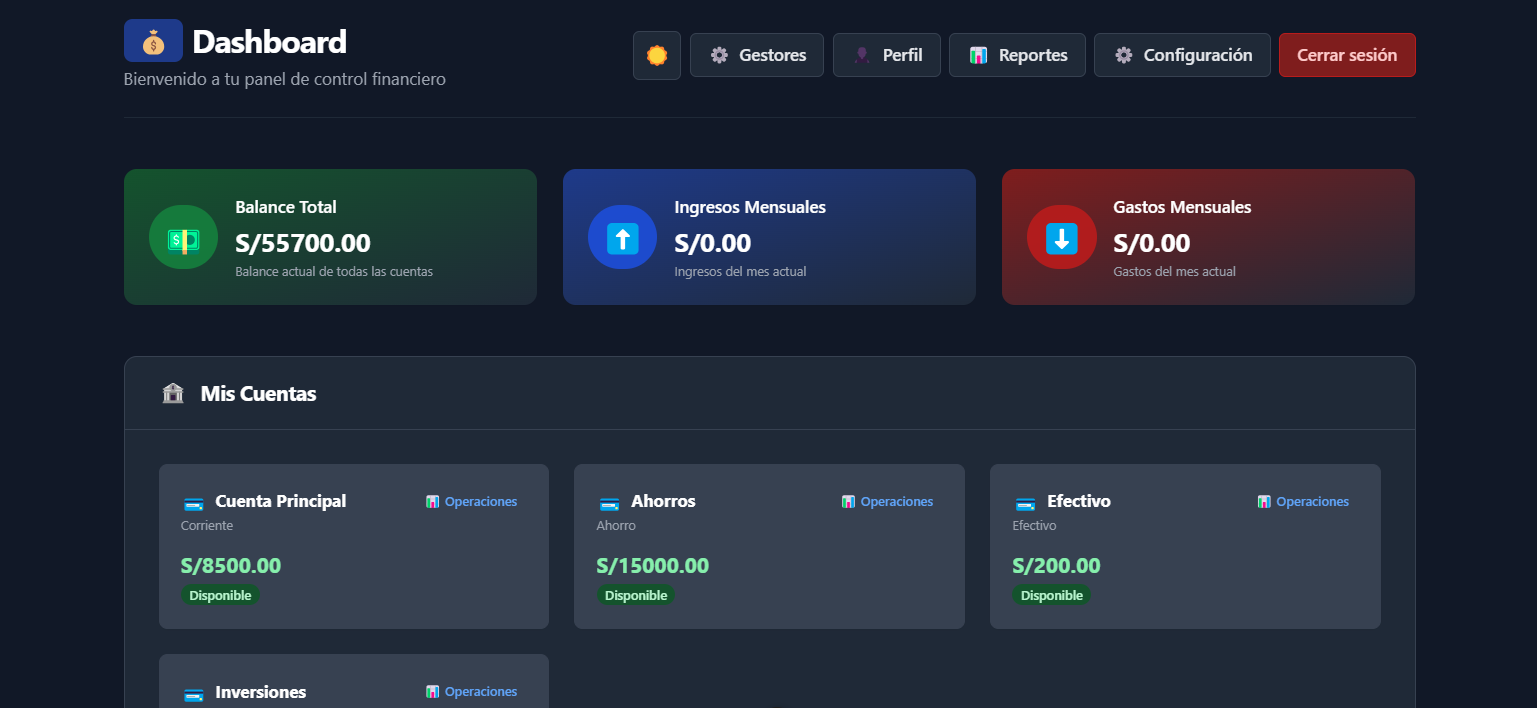 Dashboard
Bienvenido a tu panel de control financiero
Gestores
Perfil
Reportes
Configuración
Cerrar sesión
Balance Total
S/55700.00
Balance actual de todas las cuentas
Ingresos Mensuales
S/0.00
Ingresos del mes actual
Gastos Mensuales
S/0.00
Gastos del mes actual
Mis Cuentas
Cuenta Principal
Operaciones
Corriente
S/8500.00
Disponible
Ahorros
Operaciones
Ahorro
S/15000.00
Disponible
Efectivo
Operaciones
Efectivo
S/200.00
Disponible
Inversiones
Operaciones